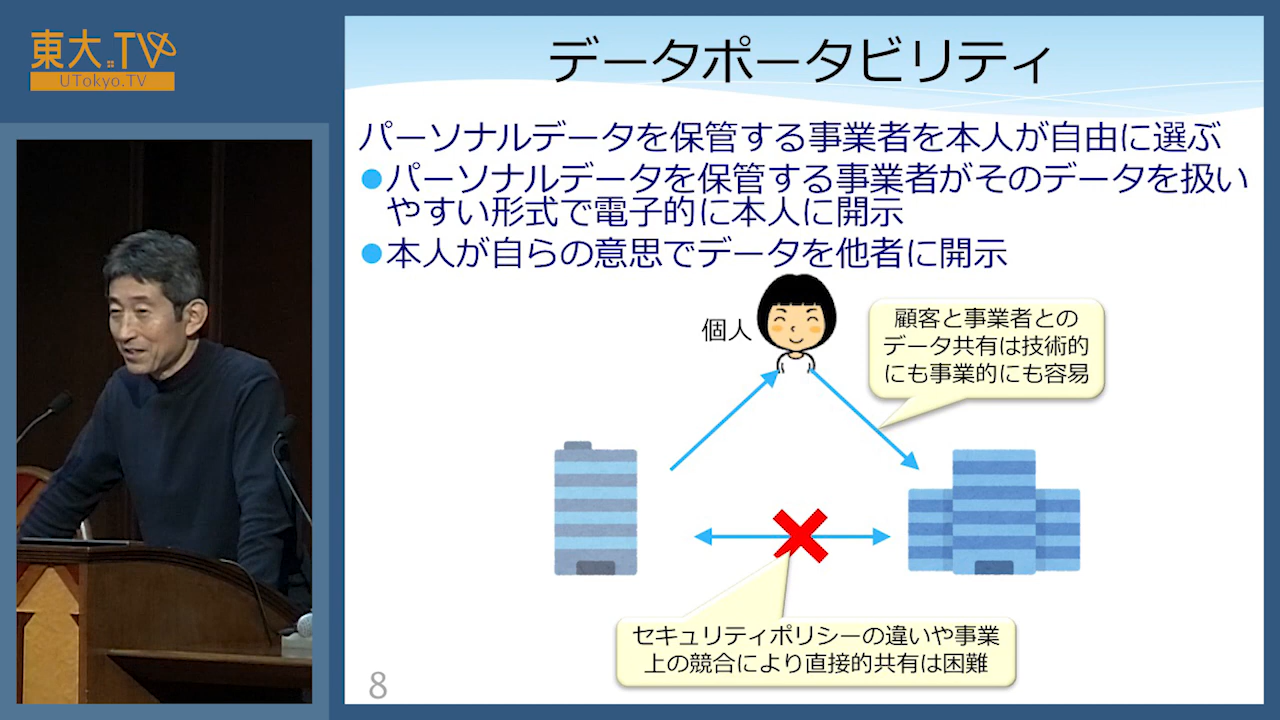 東大.TV
UTokyo.TV
データポータビリティ
パーソナルデータを保管する事業者を本人が自由に選ぶ
●パーソナルデータを保管する事業者がそのデータを扱い
やすい形式で電子的に本人に開示
●本人が自らの意思でデータを他者に開示
個人
顧客と事業者との
データ共有は技術的
にも事業的にも容易
セキュリティポリシーの違いや事業
上の競合により直接的共有は困難
8